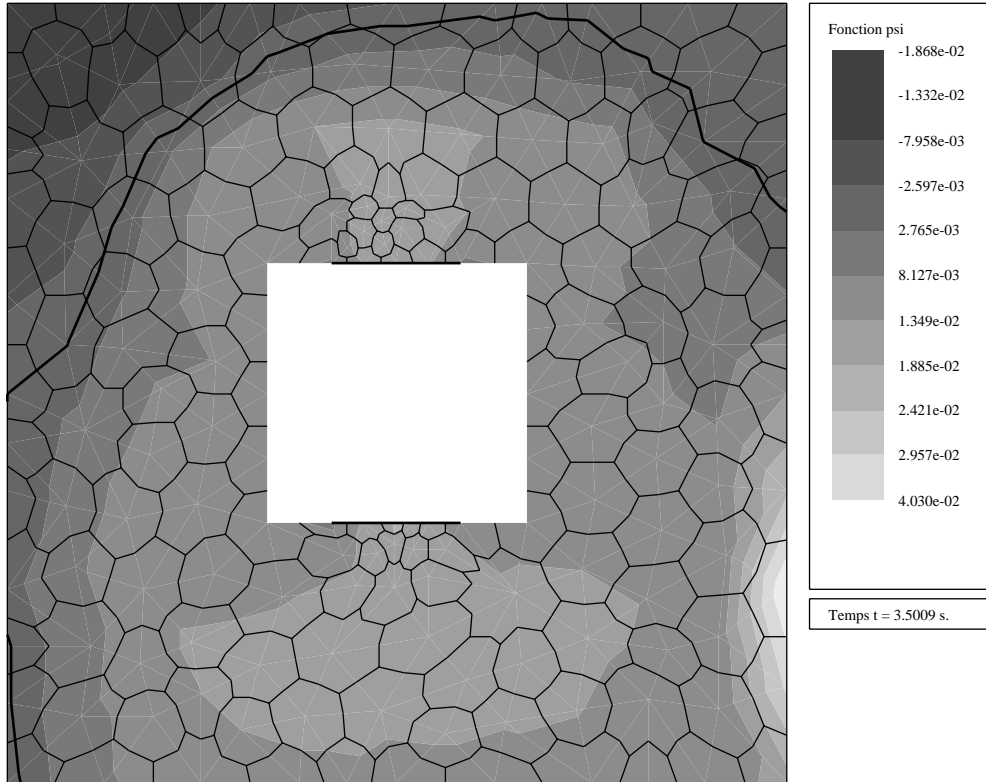 Fonction psi
-1.868e-02
-1.332e-02
-7.958e-03
-2.597e-03
2.765e-03
8.127e-03
1.349e-02
1.885e-02
2.421e-02
2.957e-02
4.030e-02
Temps t = 3.5009 s.